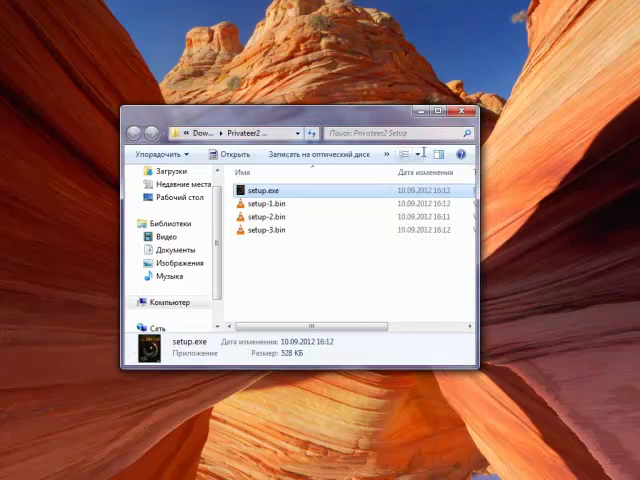 « Dow... ▸ Privateer2 ...
Поиск: Privateer2 Setup
Упорядочить Открыть Записать на оптический диск »
Загрузки
Недавние места
Рабочий стол
Библиотеки
Видео
Документы
Изображения
Музыка
Компьютер
Сеть
Имя Дата изменения
setup.exe 10.09.2012 16:12
setup-1.bin 10.09.2012 16:12
setup-2.bin 10.09.2012 16:11
setup-3.bin 10.09.2012 16:12
setup.exe Дата изменения: 10.09.2012 16:12
Приложение Размер: 528 КБ